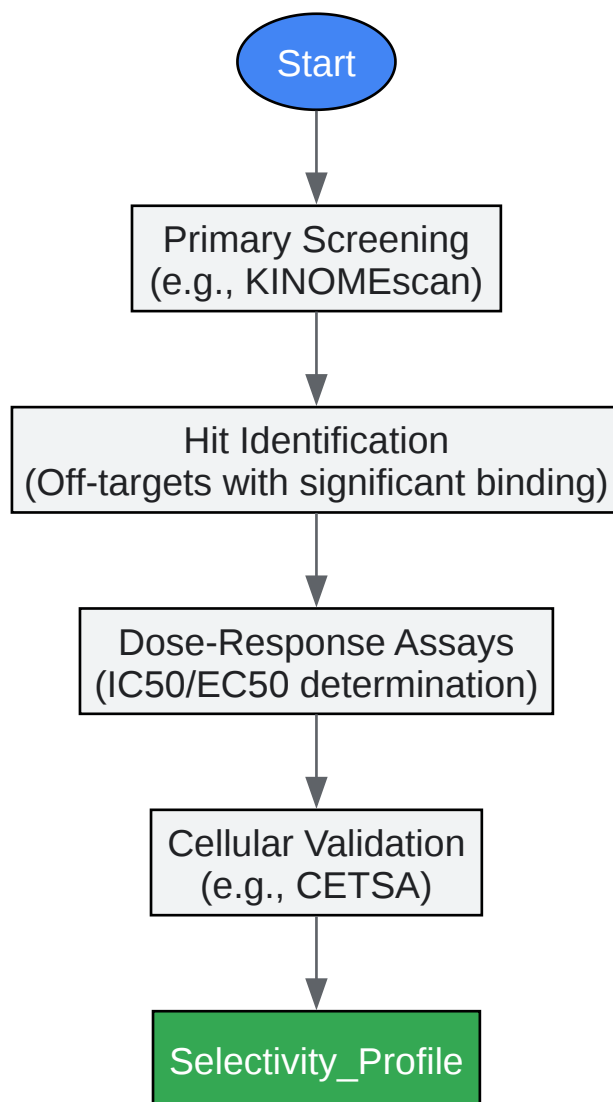 Start
Primary Screening
(e.g., KINOMEscan)
Hit Identification
(Off-targets with significant binding)
Dose-Response Assays
(IC50/EC50 determination)
Cellular Validation
(e.g., CETSA)
Selectivity_Profile